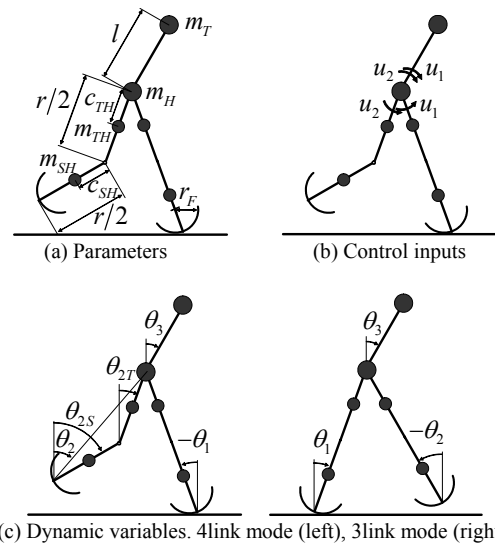 l
m_T
r/2
c_TH
m_H
m_TH
m_SH
c_SH
r/2
r_F
(a) Parameters
u_2
u_1
u_2
u_1
(b) Control inputs
θ_3
θ_2T
θ_2S
θ_2
-θ_1
θ_3
θ_1
-θ_2
(c) Dynamic variables. 4link mode (left), 3link mode (right